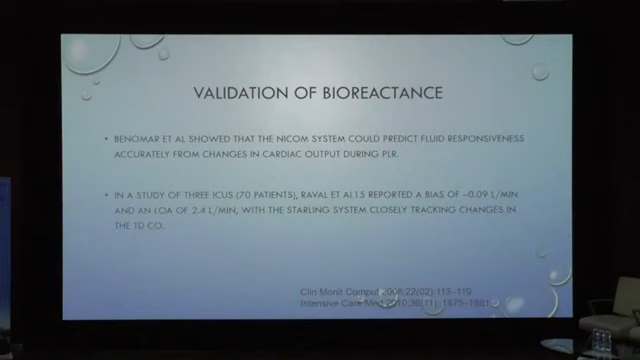 VALIDATION OF BIOREACTANCE
• BENOMAR ET AL SHOWED THAT THE NICOM SYSTEM COULD PREDICT FLUID RESPONSIVENESS
ACCURATELY FROM CHANGES IN CARDIAC OUTPUT DURING PLR.
• IN A STUDY OF THREE ICUS (70 PATIENTS), RAVAL ET AL15 REPORTED A BIAS OF –0.09 L/MIN
AND AN LOA OF 2.4 L/MIN, WITH THE STARLING SYSTEM CLOSELY TRACKING CHANGES IN
THE TD CO.
Clin Monit Comput 2008;22(02):113–119
Intensive Care Med 2010;36(11):1875–1881